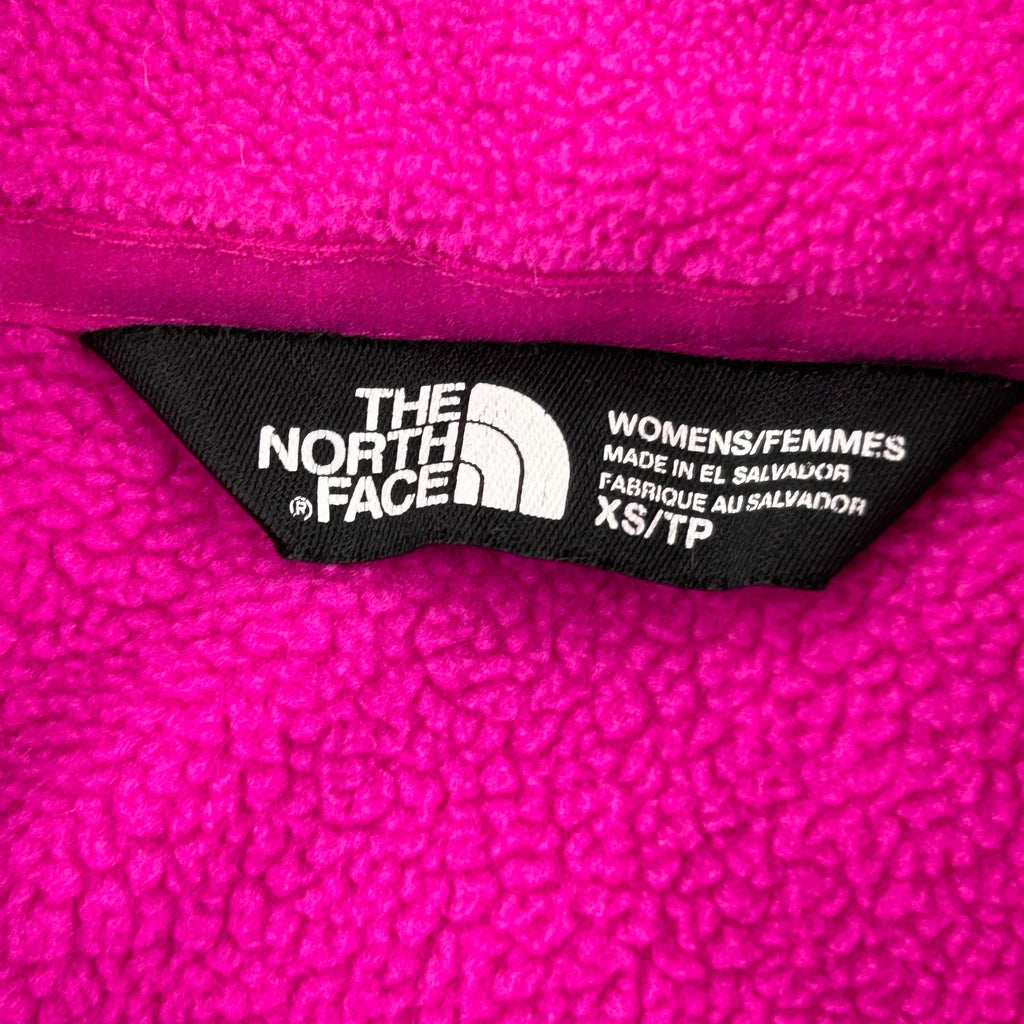 THE
NORTH
® FACE
WOMENS/FEMMES
MADE IN EL SALVADOR
FABRIQUE AU SALVADOR
XS/TP